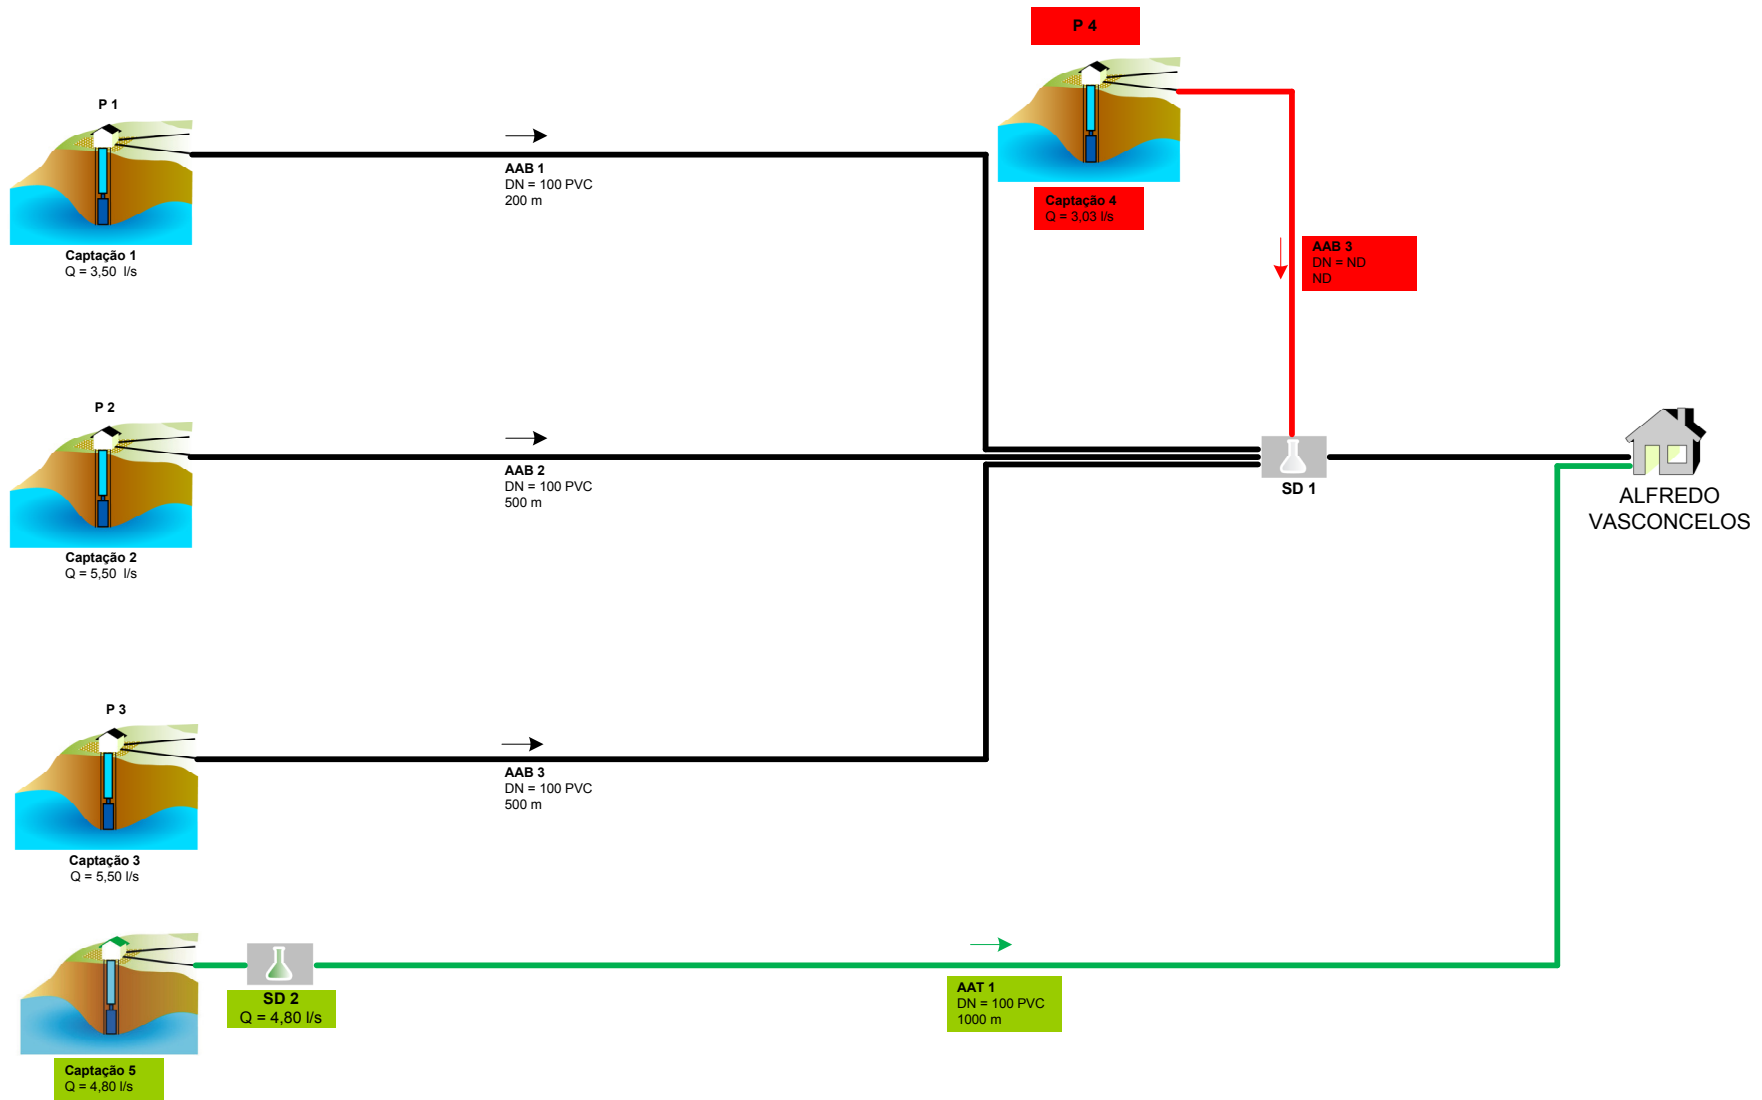 P 4
Captação 4
Q = 3,03 l/s
AAB 3
DN = ND
ND
P 1
AAB 1
DN = 100 PVC
200 m
Captação 1
Q = 3,50 l/s
P 2
AAB 2
DN = 100 PVC
500 m
Captação 2
Q = 5,50 l/s
SD 1
ALFREDO
VASCONCELOS
P 3
AAB 3
DN = 100 PVC
500 m
Captação 3
Q = 5,50 l/s
SD 2
Q = 4,80 l/s
AAT 1
DN = 100 PVC
1000 m
Captação 5
Q = 4,80 l/s